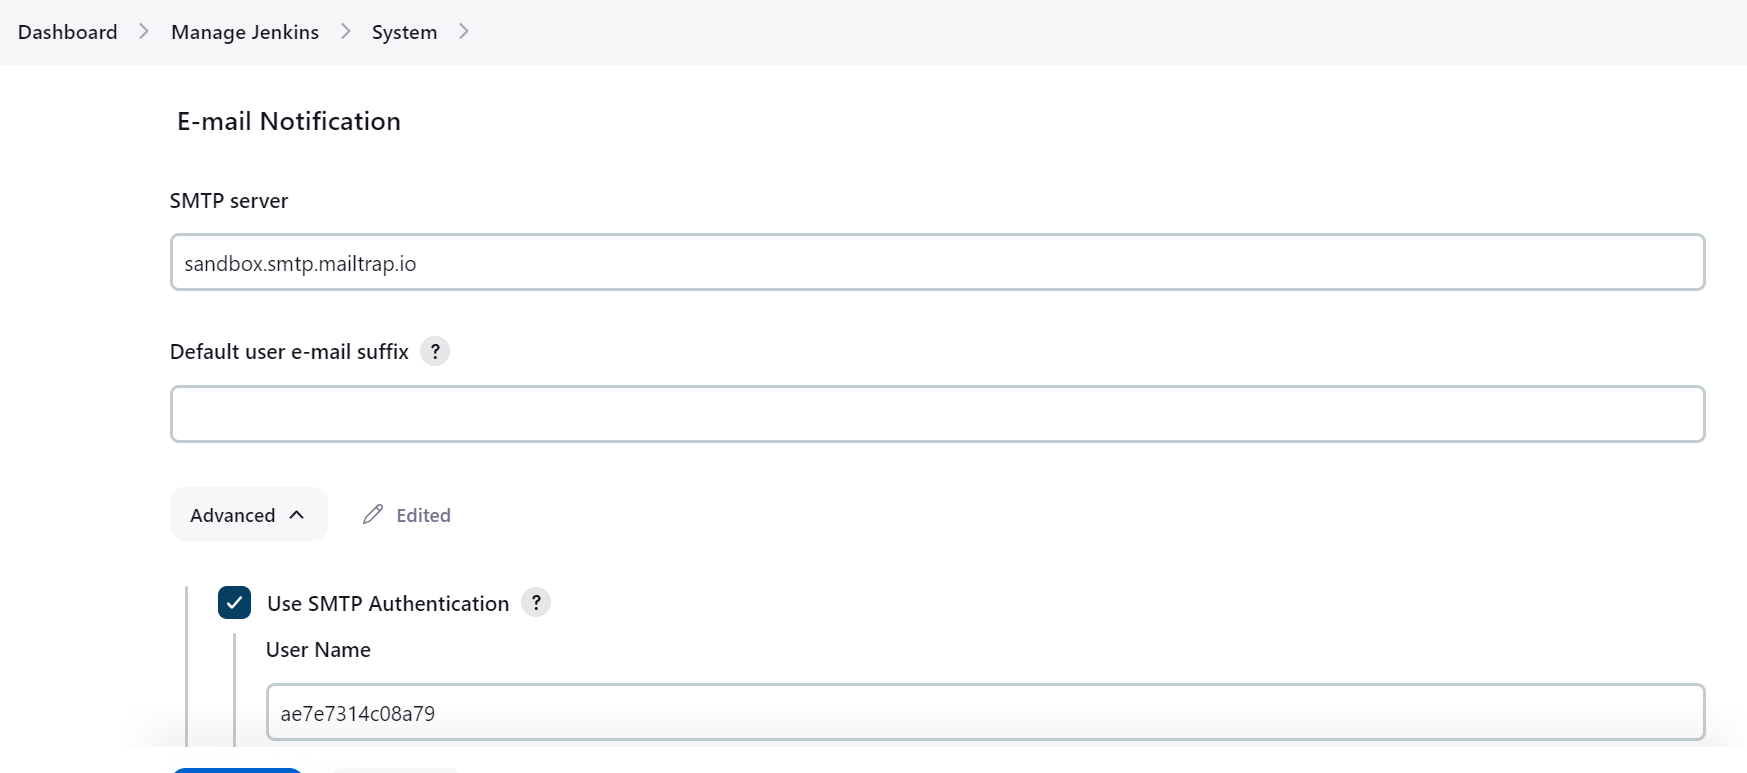 Dashboard > Manage Jenkins > System >
E-mail Notification
SMTP server
sandbox.smtp.mailtrap.io
Default user e-mail suffix ?
Advanced Edited
Use SMTP Authentication ?
User Name
ae7e7314c08a79